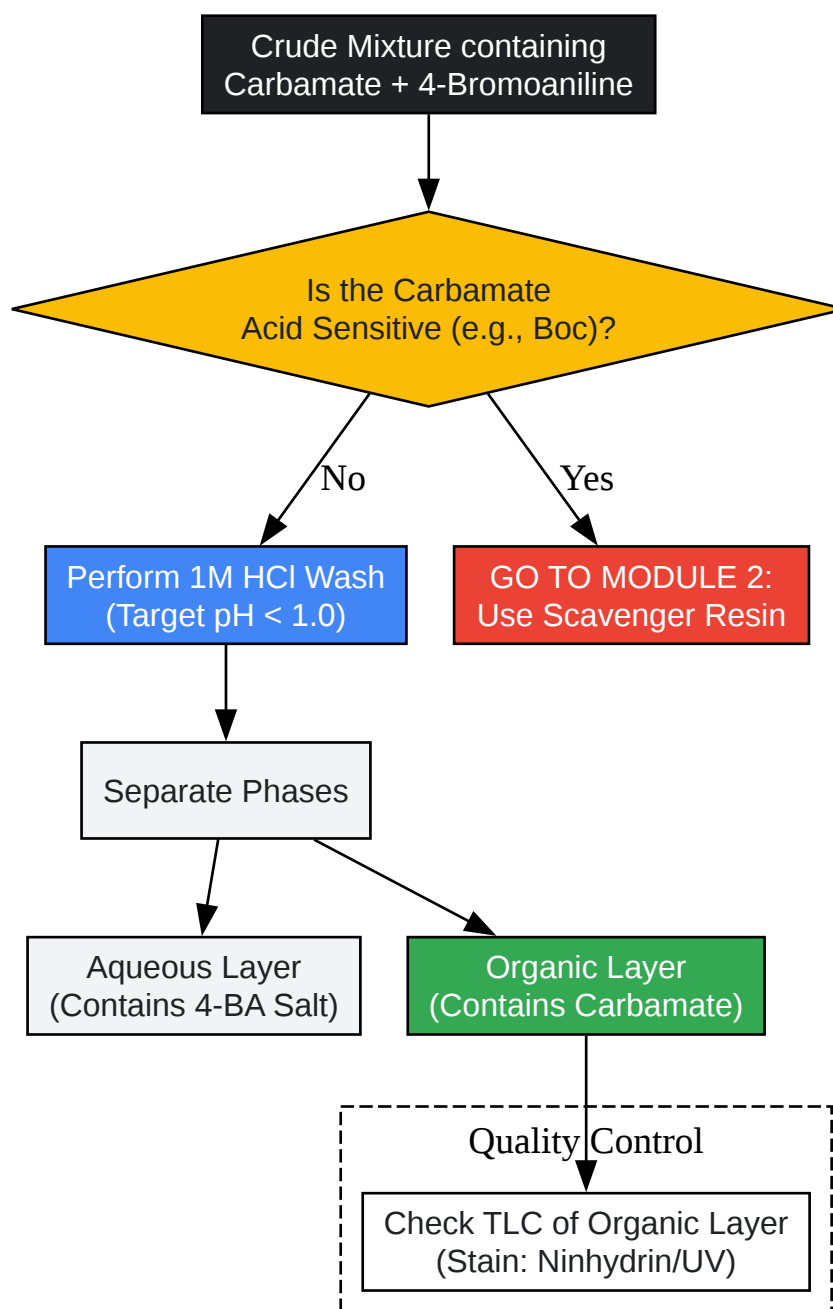 Crude Mixture containing
Carbamate + 4-Bromoaniline
Is the Carbamate
Acid Sensitive (e.g., Boc)?
No
Yes
Perform 1M HCl Wash
(Target pH < 1.0)
GO TO MODULE 2:
Use Scavenger Resin
Separate Phases
Aqueous Layer
(Contains 4-BA Salt)
Organic Layer
(Contains Carbamate)
Quality Control
Check TLC of Organic Layer
(Stain: Ninhydrin/UV)